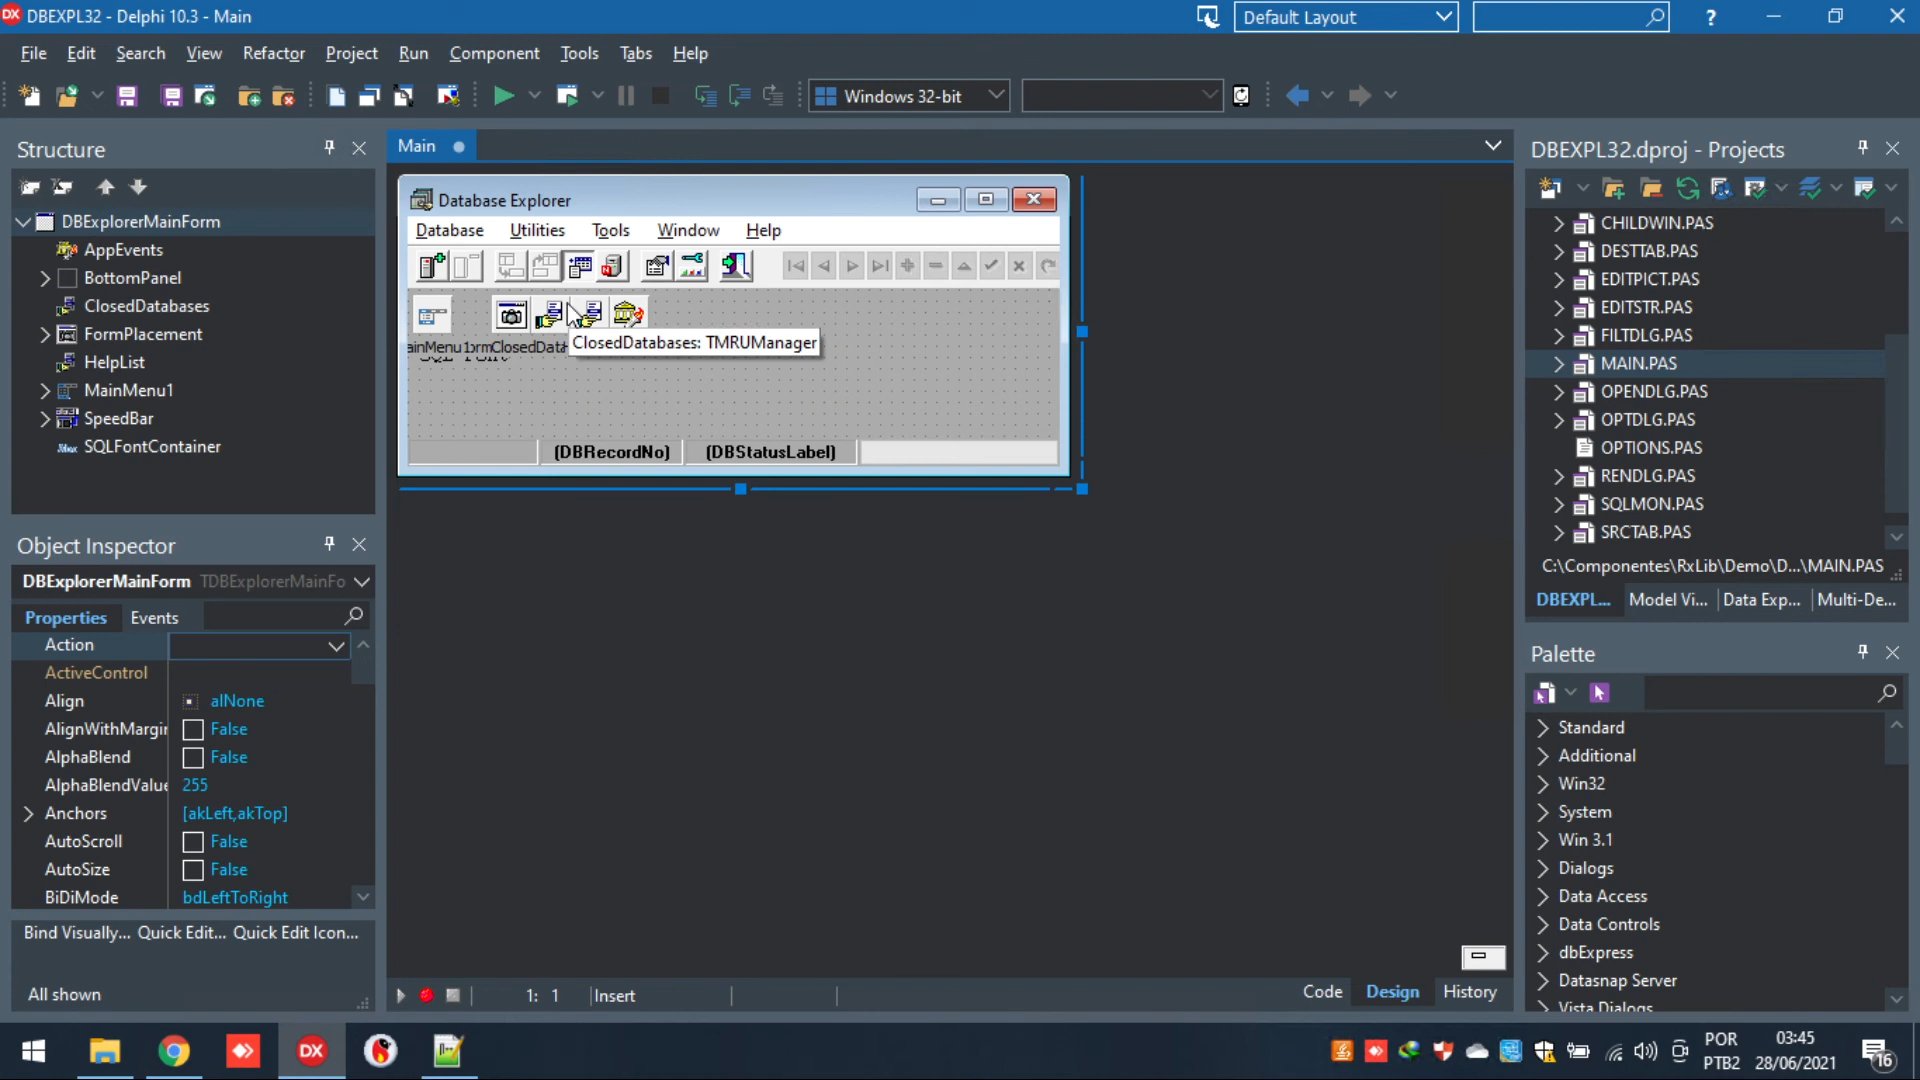 DX DBEXPL32 - Delphi 10.3 - Main
Default Layout
?
File Edit Search View Refactor Project Run Component Tools Tabs Help
Windows 32-bit
Structure
DBExplorerMainForm
AppEvents
BottomPanel
ClosedDatabases
FormPlacement
HelpList
MainMenu1
SpeedBar
SQLFontContainer
Object Inspector
DBExplorerMainForm TDBExplorerMainFo
Properties Events
Action
ActiveControl
Align alNone
AlignWithMargin False
AlphaBlend False
AlphaBlendValue 255
Anchors [akLeft,akTop]
AutoScroll False
AutoSize False
BiDiMode bdLeftToRight
Bind Visually... Quick Edit... Quick Edit Icon...
All shown
Main
Database Explorer
Database Utilities Tools Window Help
ClosedDatabases: TMRUManager
(DBRecordNo) (DBStatusLabel)
1: 1 Insert
Code Design History
DBEXPL32.dproj - Projects
CHILDWIN.PAS
DESTTAB.PAS
EDITPICT.PAS
EDITSTR.PAS
FILTDLG.PAS
MAIN.PAS
OPENDLG.PAS
OPTDLG.PAS
OPTIONS.PAS
RENDLG.PAS
SQLMON.PAS
SRCTAB.PAS
C:\Componentes\RxLib\Demo\D...\MAIN.PAS
DBEXPL... Model Vi... Data Exp... Multi-De...
Palette
Standard
Additional
Win32
System
Win 3.1
Dialogs
Data Access
Data Controls
dbExpress
Datasnap Server
Vista Dialogs
DX
POR
PTB2
03:45
28/06/2021
16